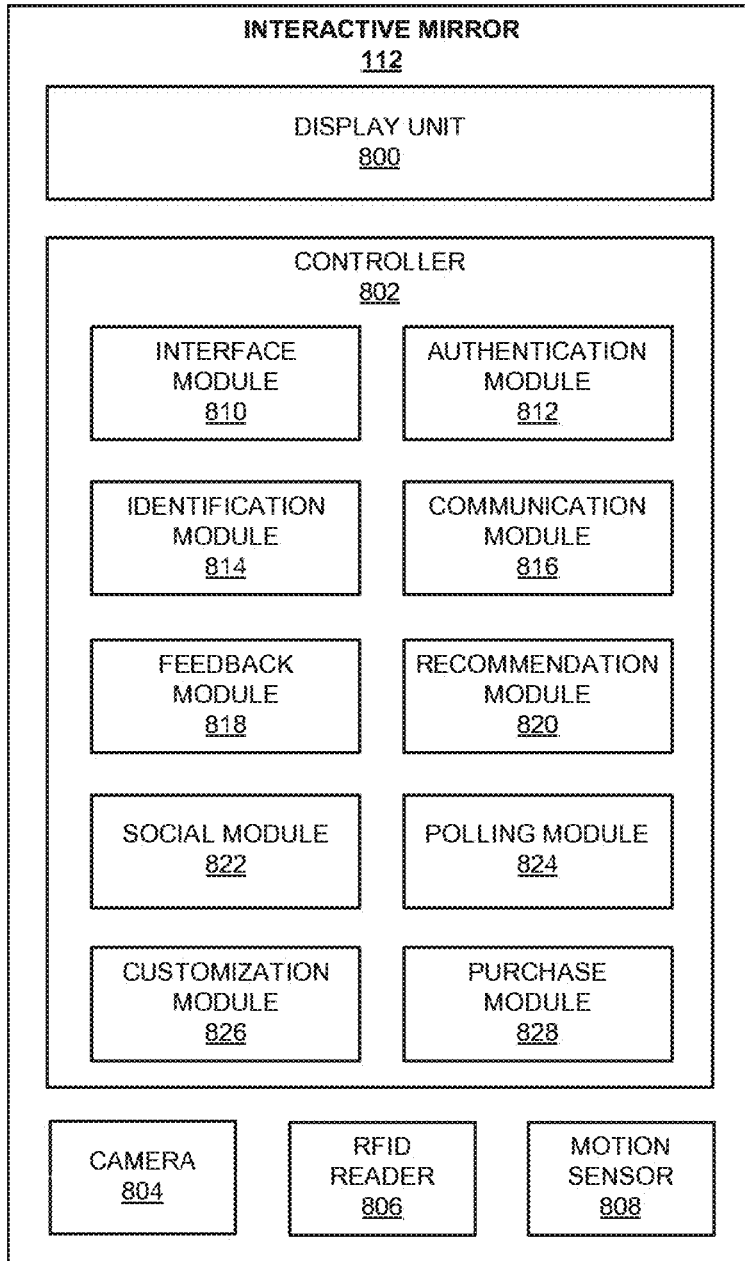 INTERACTIVE MIRROR
112
DISPLAY UNIT
800
CONTROLLER
802
INTERFACE
MODULE
810
AUTHENTICATION
MODULE
812
IDENTIFICATION
MODULE
814
COMMUNICATION
MODULE
816
FEEDBACK
MODULE
818
RECOMMENDATION
MODULE
820
SOCIAL MODULE
822
POLLING MODULE
824
CUSTOMIZATION
MODULE
826
PURCHASE
MODULE
828
CAMERA
804
RFID
READER
806
MOTION
SENSOR
808